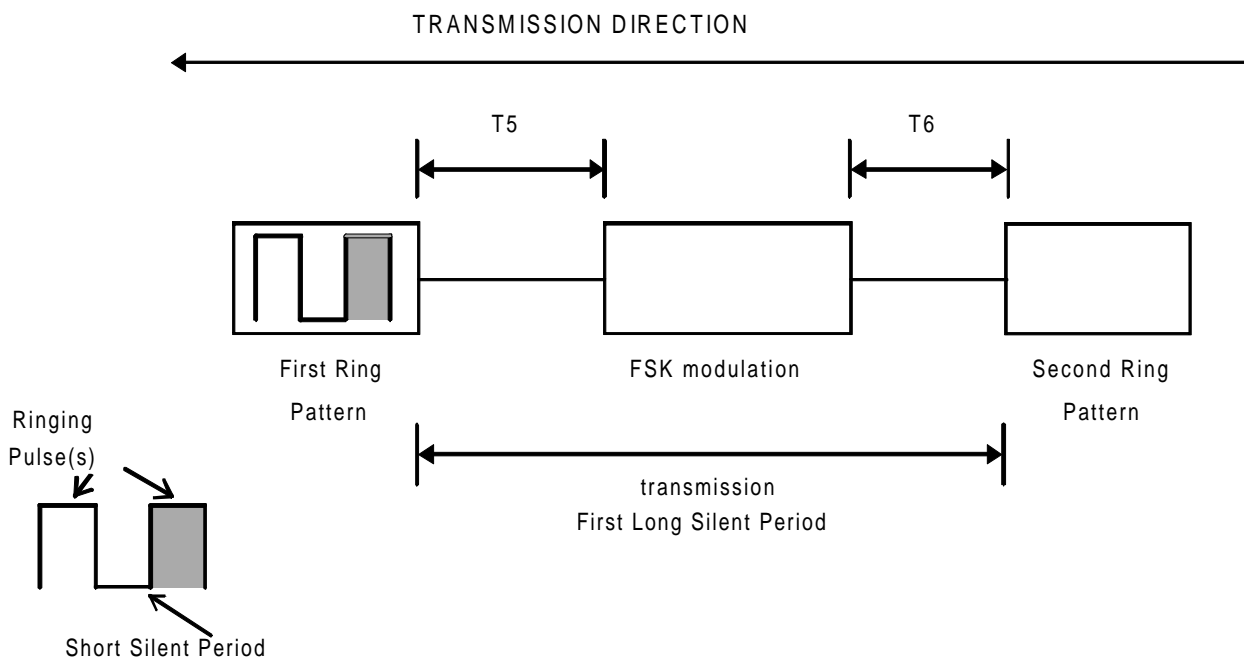 TRANSMISSION DIRECTION
T5
T6
First Ring
Pattern
FSK modulation
Second Ring
Pattern
Ringing
Pulse(s)
transmission
First Long Silent Period
Short Silent Period